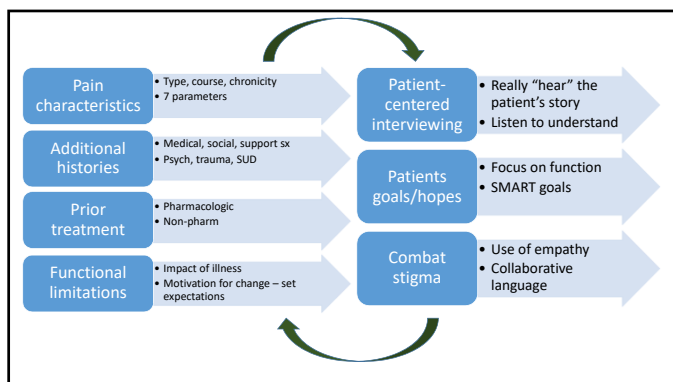 Pain
characteristics
• Type, course, chronicity
• 7 parameters
Additional
histories
• Medical, social, support sx
• Psych, trauma, SUD
Prior
treatment
• Pharmacologic
• Non-pharm
Functional
limitations
• Impact of illness
• Motivation for change – set
expectations
Patient-
centered
interviewing
• Really “hear” the
patient’s story
• Listen to understand
Patients
goals/hopes
• Focus on function
• SMART goals
Combat
stigma
• Use of empathy
• Collaborative
language